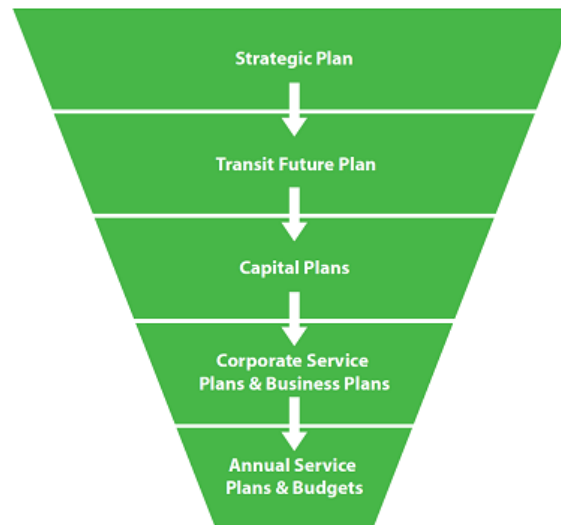 Strategic Plan
Transit Future Plan
Capital Plans
Corporate Service
Plans & Business Plans
Annual Service
Plans & Budgets